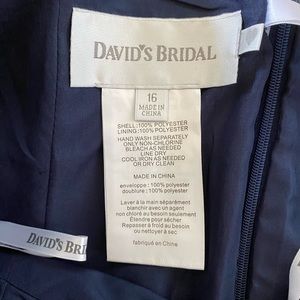 DAVID'S BRIDAL
16
MADE IN
CHINA
SHELL:100% POLYESTER
LINING:100% POLYESTER
HAND WASH SEPARATELY
ONLY NON-CHLORINE
BLEACH AS NEEDED
LINE DRY
COOL IRON AS NEEDED
OR DRY CLEAN
MADE IN CHINA
enveloppe: 100% polyester
doublure: 100% polyester
Laver à la main séparément
blanchir avec un agent
non chloré au besoin seulement
Étendre pour sécher
Repasser à froid au besoin
ou nettoyer à sec
fabriqué en Chine
DAVID'S BRIDAL